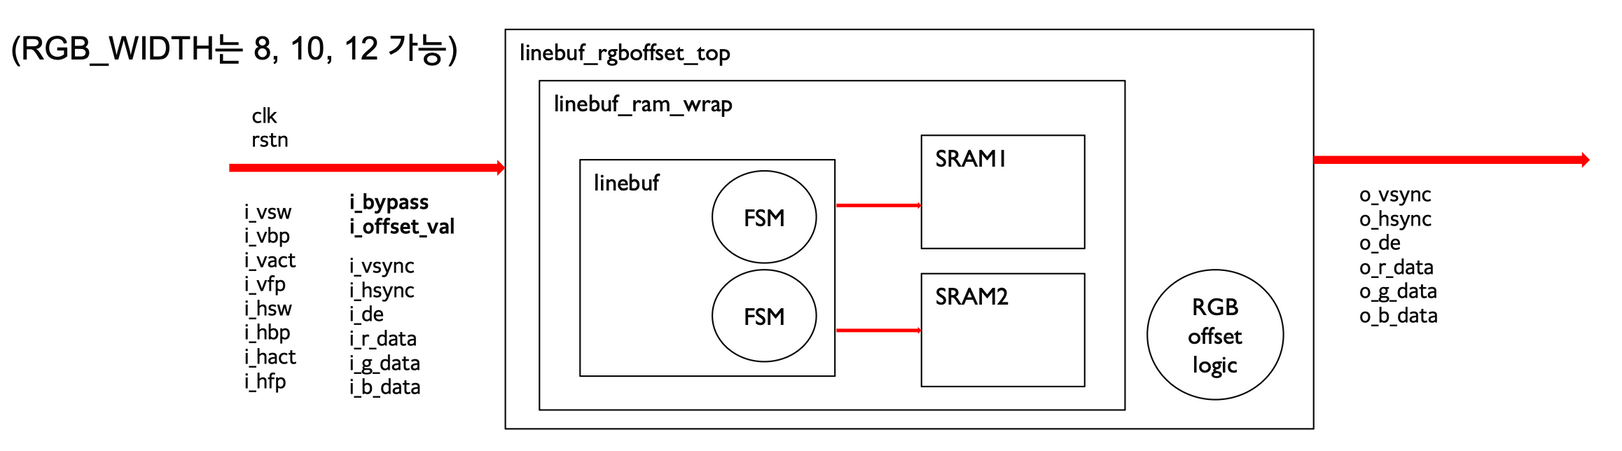 (RGB_WIDTH는 8, 10, 12 가능)
clk
rstn
i_vsw
i_vbp
i_vact
i_vfp
i_hsw
i_hbp
i_hact
i_hfp
i_bypass
i_offset_val
i_vsync
i_hsync
i_de
i_r_data
i_g_data
i_b_data
linebuf_rgboffset_top
linebuf_ram_wrap
linebuf
FSM
FSM
SRAM1
SRAM2
RGB
offset
logic
o_vsync
o_hsync
o_de
o_r_data
o_g_data
o_b_data